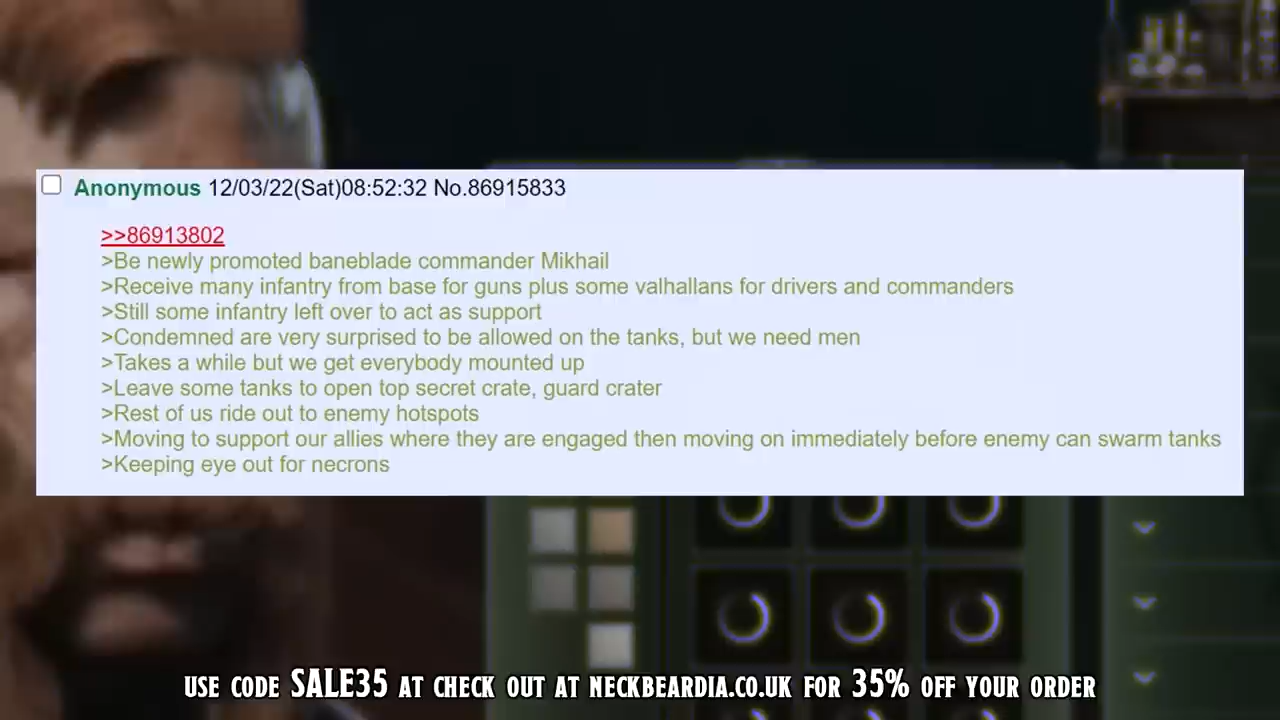 Anonymous 12/03/22(Sat)08:52:32 No.86915833
>>86913802
>Be newly promoted baneblade commander Mikhail
>Receive many infantry from base for guns plus some valhallans for drivers and commanders
>Still some infantry left over to act as support
>Condemned are very surprised to be allowed on the tanks, but we need men
>Takes a while but we get everybody mounted up
>Leave some tanks to open top secret crate, guard crater
>Rest of us ride out to enemy hotspots
>Moving to support our allies where they are engaged then moving on immediately before enemy can swarm tanks
>Keeping eye out for necrons
USE CODE SALE35 AT CHECK OUT AT NECKBEARDIA.CO.UK FOR 35% OFF YOUR ORDER